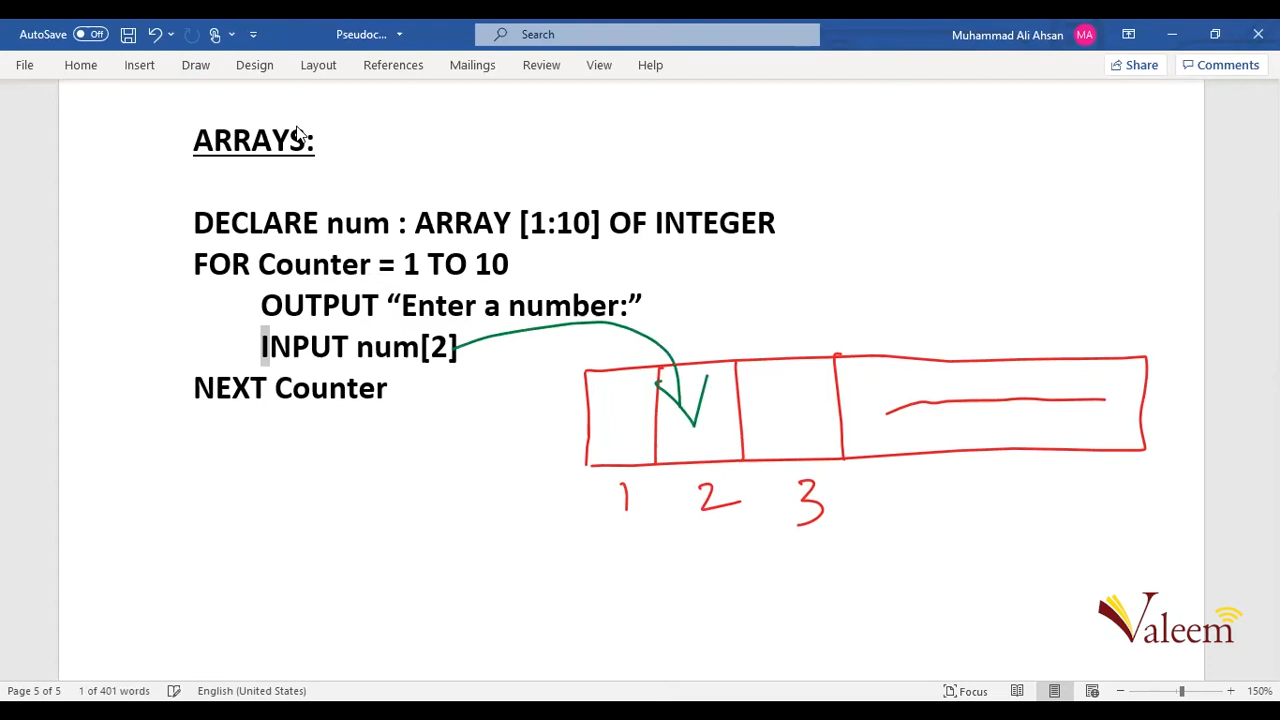 AutoSave Off Pseudoc... Search Muhammad Ali Ahsan MA
File Home Insert Draw Design Layout References Mailings Review View Help Share Comments
ARRAYS:
DECLARE num : ARRAY [1:10] OF INTEGER
FOR Counter = 1 TO 10
OUTPUT “Enter a number:”
INPUT num[2]
NEXT Counter
1 2 3
Valeem
Page 5 of 5 1 of 401 words English (United States) Focus 150%